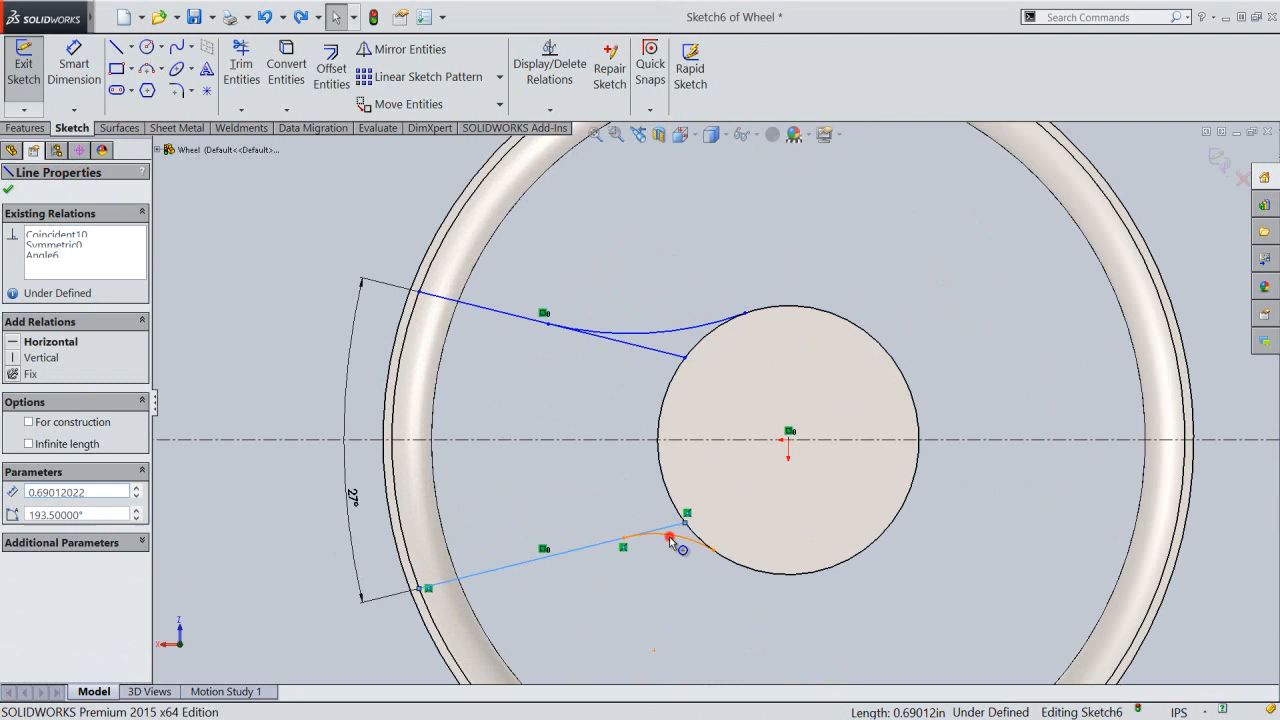 SOLIDWORKS
Sketch6 of Wheel *
Search Commands
Exit Sketch
Smart Dimension
Trim Entities
Convert Entities
Offset Entities
Mirror Entities
Linear Sketch Pattern
Move Entities
Display/Delete Relations
Repair Sketch
Quick Snaps
Rapid Sketch
Features
Sketch
Surfaces
Sheet Metal
Weldments
Data Migration
Evaluate
DimXpert
SOLIDWORKS Add-Ins
Wheel (Default<<Default>...
Line Properties
?
Existing Relations
Coincident10
Symmetric0
Angle6
Under Defined
Add Relations
Horizontal
Vertical
Fix
Options
For construction
Infinite length
Parameters
0.69012022
193.50000°
Additional Parameters
27°
Z
X
Model
3D Views
Motion Study 1
SOLIDWORKS Premium 2015 x64 Edition
Length: 0.69012in
Under Defined
Editing Sketch6
IPS